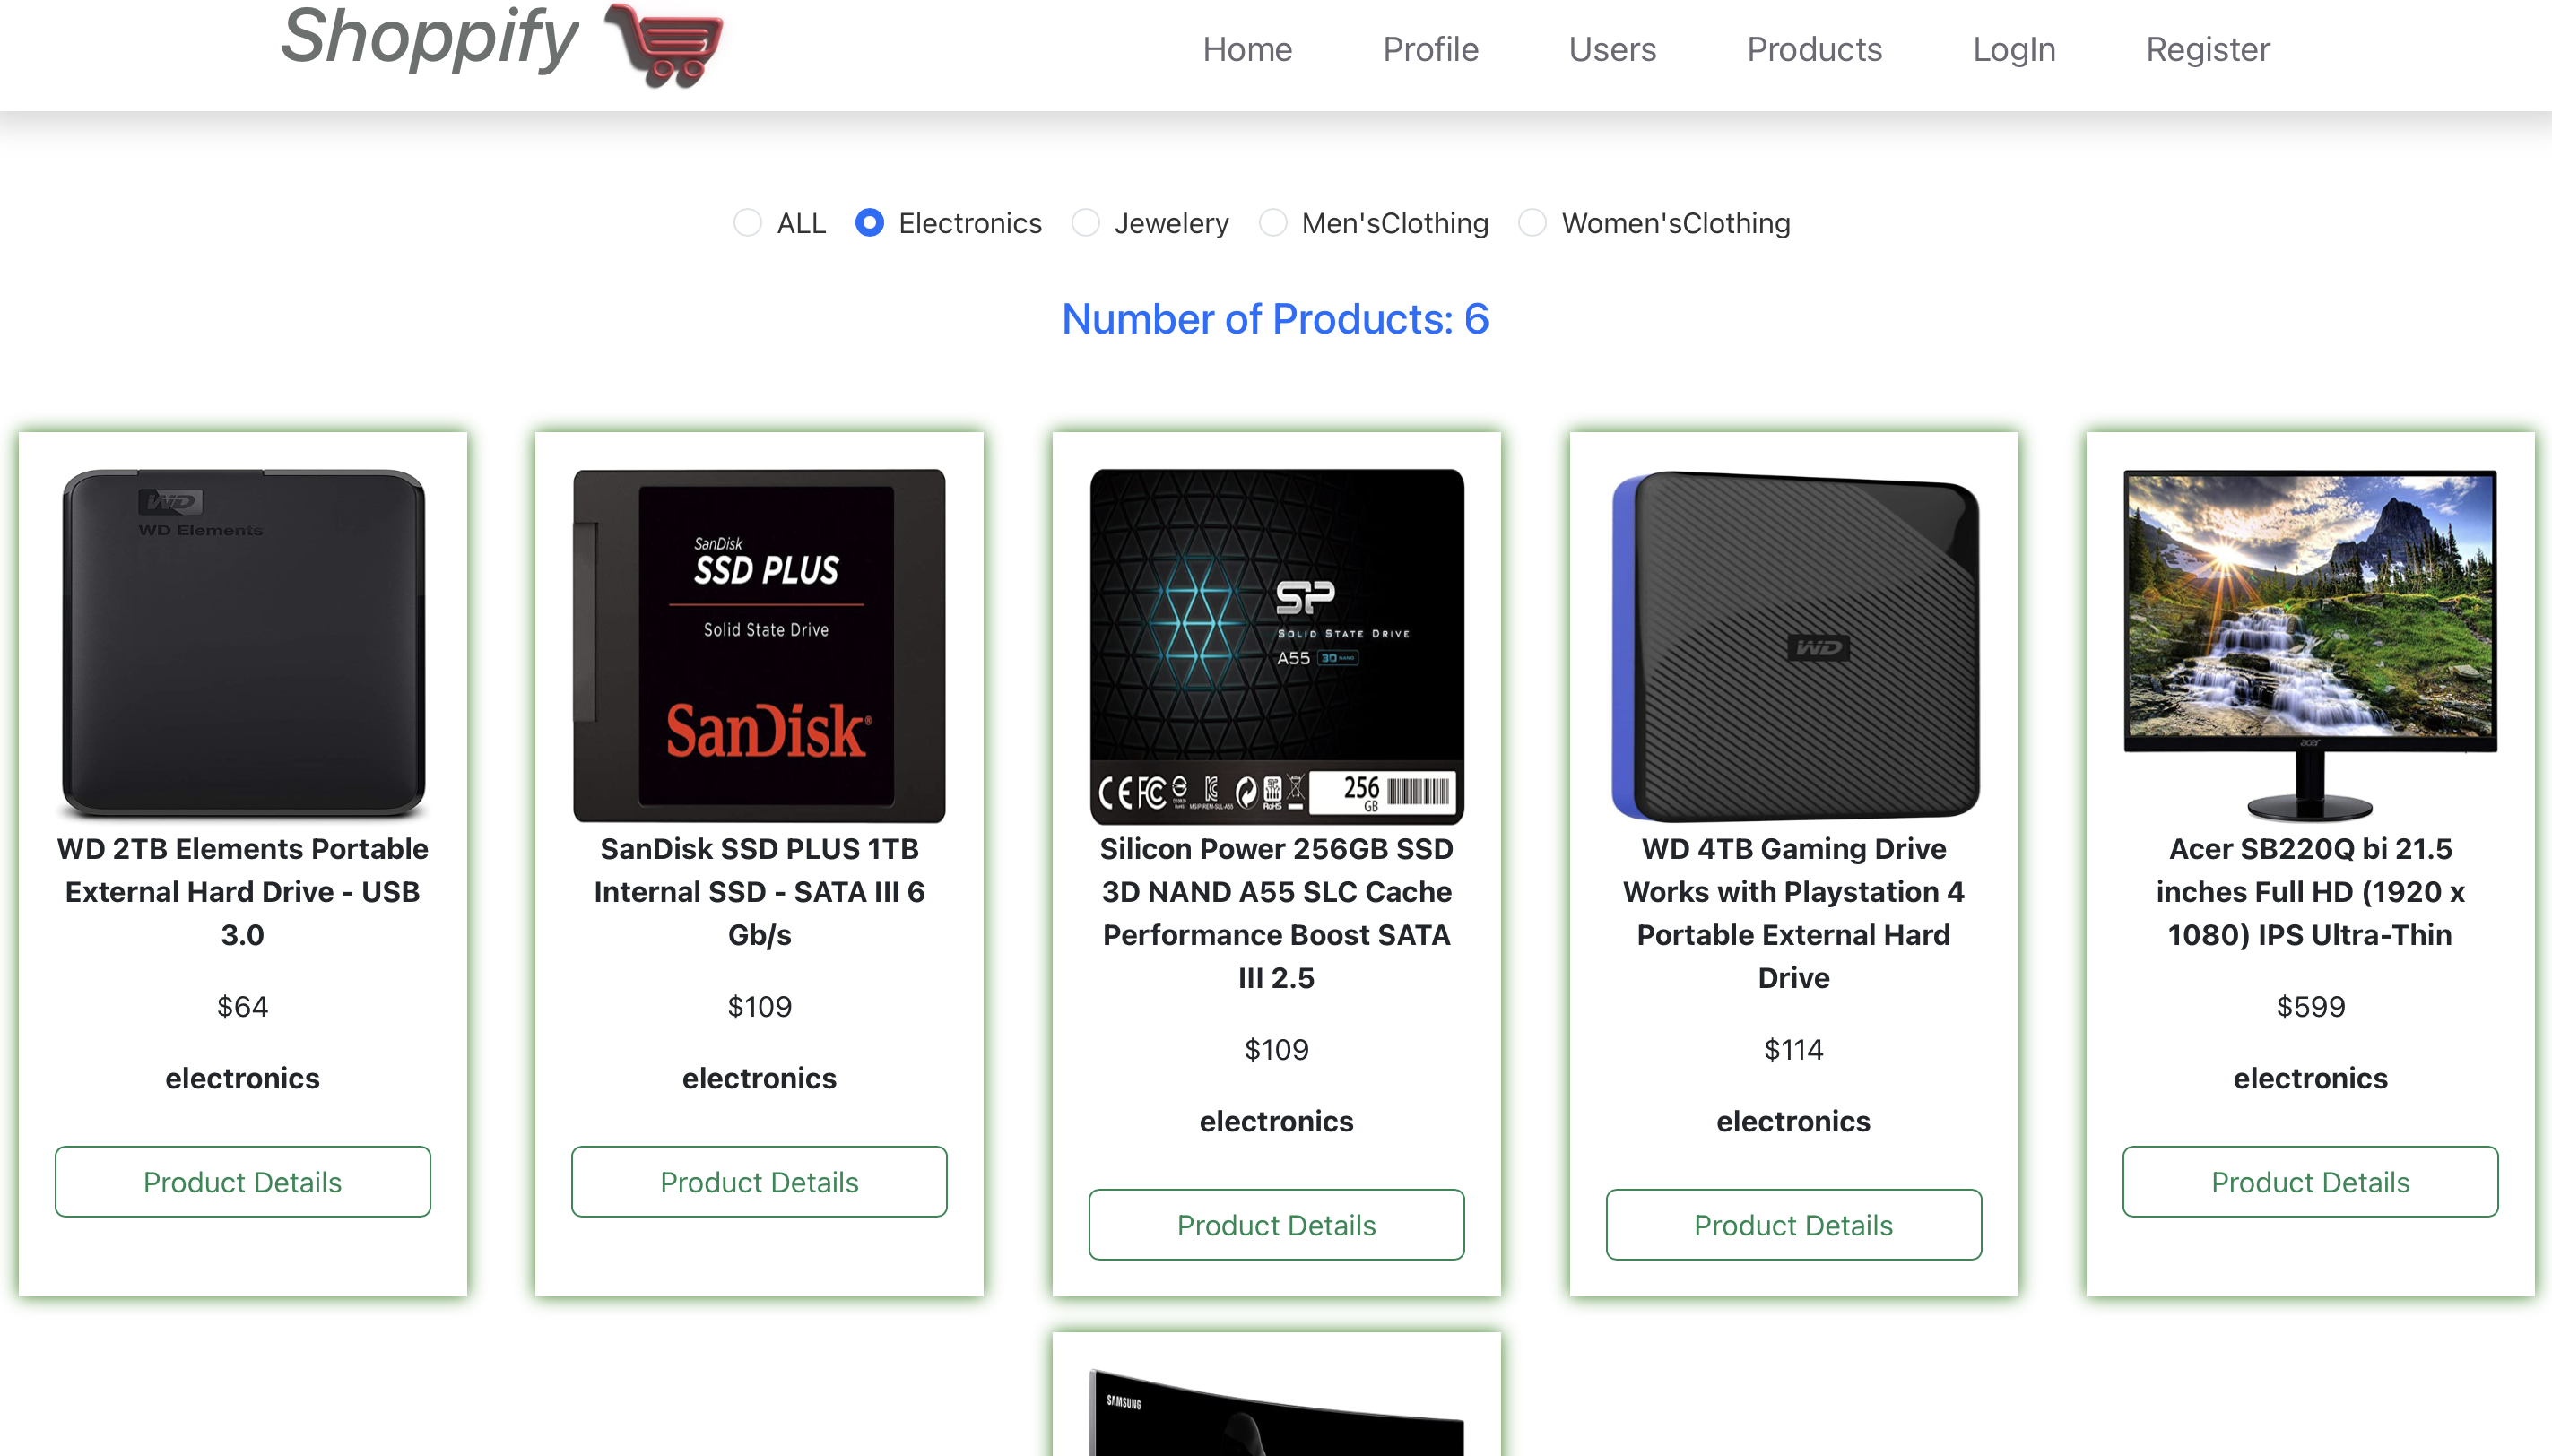 Shoppify
Home Profile Users Products LogIn Register
ALL Electronics Jewelery Men'sClothing Women'sClothing
Number of Products: 6
WD
WD Elements
WD 2TB Elements Portable
External Hard Drive - USB
3.0
$64
electronics
Product Details
SanDisk
SSD PLUS
Solid State Drive
SanDisk®
SanDisk SSD PLUS 1TB
Internal SSD - SATA III 6
Gb/s
$109
electronics
Product Details
SP
SOLID STATE DRIVE
A55 3D NAND
CE FC RoHS 256
GB
Silicon Power 256GB SSD
3D NAND A55 SLC Cache
Performance Boost SATA
III 2.5
$109
electronics
Product Details
WD
WD 4TB Gaming Drive
Works with Playstation 4
Portable External Hard
Drive
$114
electronics
Product Details
acer
Acer SB220Q bi 21.5
inches Full HD (1920 x
1080) IPS Ultra-Thin
$599
electronics
Product Details
SAMSUNG